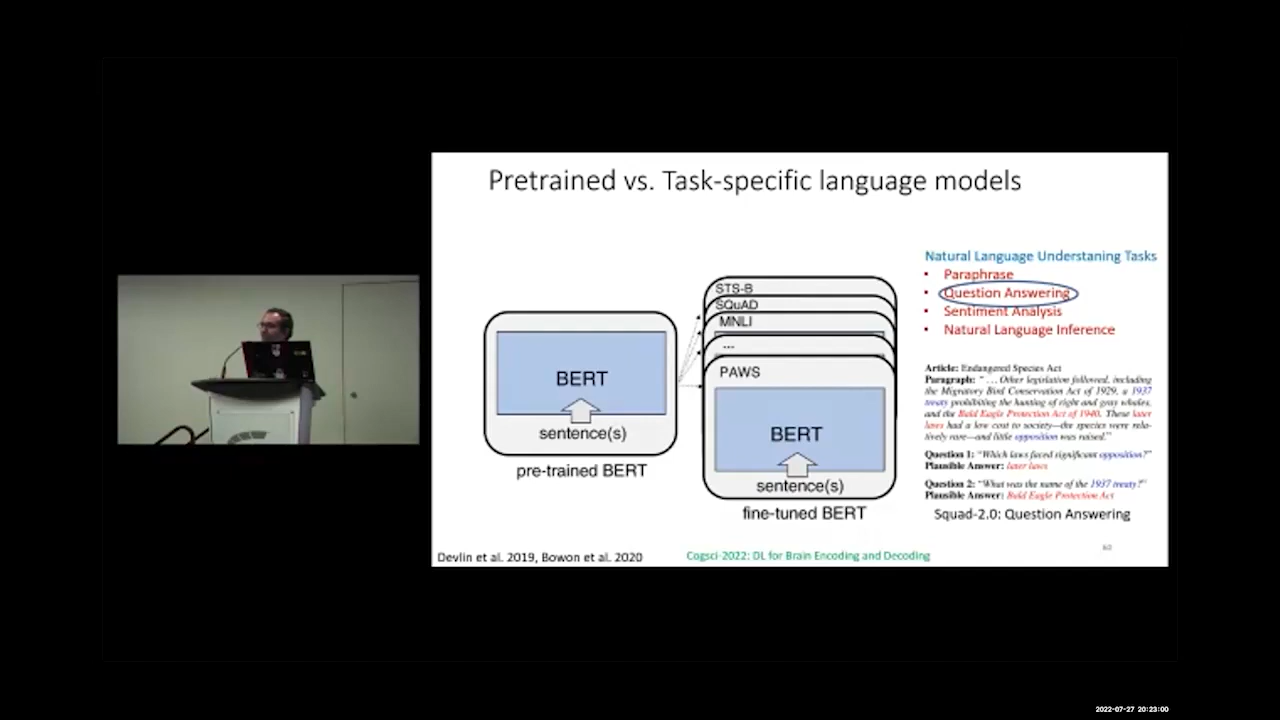 Pretrained vs. Task-specific language models
Natural Language Understaning Tasks
• Paraphrase
• Question Answering
• Sentiment Analysis
• Natural Language Inference
STS-B
SQuAD
MNLI
...
PAWS
BERT
sentence(s)
pre-trained BERT
BERT
sentence(s)
fine-tuned BERT
Article: Endangered Species Act
Paragraph: " ... Other legislation followed, including
the Migratory Bird Conservation Act of 1929, a 1937
treaty prohibiting the hunting of right and gray whales,
and the Bald Eagle Protection Act of 1940. These later
laws had a low cost to society—the species were rela-
tively rare—and little opposition was raised."
Question 1: "Which laws faced significant opposition?"
Plausible Answer: later laws
Question 2: "What was the name of the 1937 treaty?"
Plausible Answer: Bald Eagle Protection Act
Squad-2.0: Question Answering
Devlin et al. 2019, Bowon et al. 2020
Cogsci-2022: DL for Brain Encoding and Decoding
2022-07-27 20:23:00